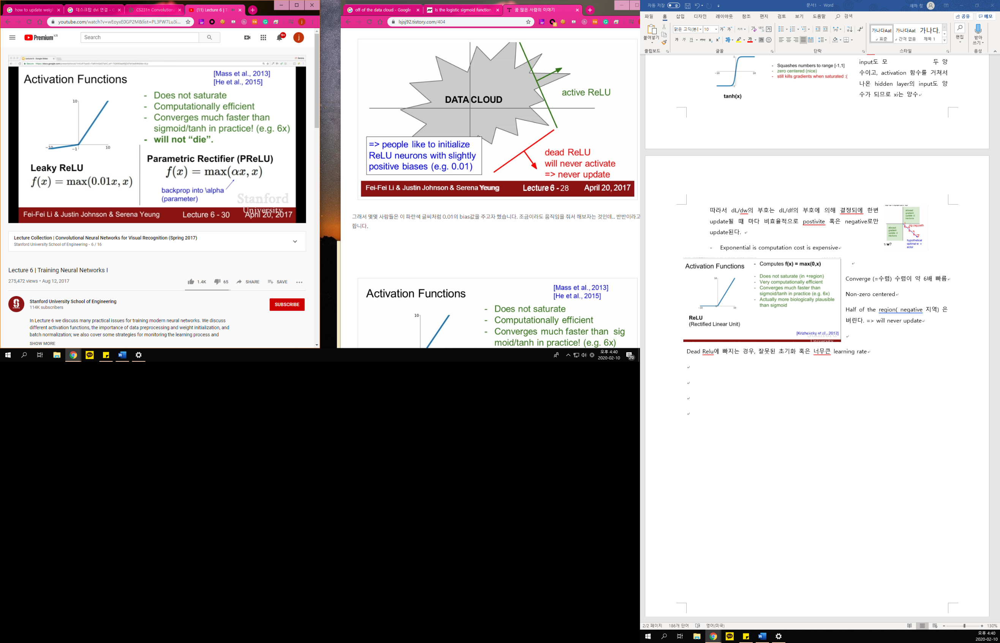 how to update weigh
데스크탑 dvi 연결 - G
CS231n Convolution
(11) Lecture 6 | T
youtube.com/watch?v=wEoyxE0GP2M&list=PL3FW7Lu3i...
Premium KR
Search
9+
j
Lecture 6 - Google Slides
Activation Functions
[Mass et al., 2013]
[He et al., 2015]
- Does not saturate
- Computationally efficient
- Converges much faster than
sigmoid/tanh in practice! (e.g. 6x)
- will not “die”.
10
-10
-1
10
Leaky ReLU
f(x) = max(0.01x, x)
Parametric Rectifier (PReLU)
f(x) = max(αx, x)
backprop into \alpha
(parameter)
Stanford
University
Fei-Fei Li & Justin Johnson & Serena Yeung
Lecture 6 - 30
April 20, 2017
Lecture Collection | Convolutional Neural Networks for Visual Recognition (Spring 2017)
Stanford University School of Engineering - 6 / 16
Lecture 6 | Training Neural Networks I
275,472 views • Aug 12, 2017
1.4K
65
SHARE
SAVE
Stanford University School of Engineering
114K subscribers
SUBSCRIBE
In Lecture 6 we discuss many practical issues for training modern neural networks. We discuss
different activation functions, the importance of data preprocessing and weight initialization, and
batch normalization; we also cover some strategies for monitoring the learning process and
SHOW MORE
off of the data cloud - Google
Is the logistic sigmoid function
꿈 많은 사람의 이야기
lsjsj92.tistory.com/404
DATA CLOUD
active ReLU
=> people like to initialize
ReLU neurons with slightly
positive biases (e.g. 0.01)
dead ReLU
will never activate
=> never update
Fei-Fei Li & Justin Johnson & Serena Yeung
Lecture 6 - 28
April 20, 2017
그래서 몇몇 사람들은 이 파란색 글씨처럼 0.01의 bias값을 주고자 했습니다. 조금이라도 움직임을 줘서 해보자는 것인데.. 반반이라고
합니다.
Activation Functions
[Mass et al., 2013]
[He et al., 2015]
10
- Does not saturate
- Computationally efficient
- Converges much faster than sig
moid/tanh in practice! (e.g. 6x)
오후 4:40
2020-02-10
20
자동 저장
끔
문서1 - Word
새하 정
파일
홈
삽입
디자인
레이아웃
참조
편지
검토
보기
도움말
검색
공유
메모
붙여넣기
맑은 고딕(본
10
가나다AaE
가나다AaE
가나다,
표준
간격 없음
제목 1
편집
받아
쓰기
클립보드
글꼴
단락
스타일
음성
1
-10
10
-1
tanh(x)
- Squashes numbers to range [-1,1]
- zero centered (nice)
- still kills gradients when saturated :(
input도 모 두 양
수이고, activation 함수를 거쳐서
나온 hidden layer의 input도 양
수가 되므로 xi는 양수
따라서 dL/dw의 부호는 dL/df의 부호에 의해 결정되에 한번
update될 때 마다 비효율적으로 postivite 혹은 negative로만
update된다.
allowed
gradient
update d
irections
allowed
gradient
update d
irections
zig zag path
hypothetical
optimal w v
ector
w?
- Exponential is computation cost is expensive
Activation Functions
- Computes f(x) = max(0,x)
- Does not saturate (in +region)
- Very computationally efficient
- Converges much faster than
sigmoid/tanh in practice (e.g. 6x)
- Actually more biologically plausible
than sigmoid
10
-10
10
ReLU
(Rectified Linear Unit)
[Krizhevsky et al., 2012]
Stanford
University
Converge (=수렴) 수렴이 약 6배 빠름
Non-zero centered
Half of the region( negative 지역) 은
버린다. => will never update
Dead Relu에 빠지는 경우, 잘못된 초기화 혹은 너무큰 learning rate
2/2 페이지
186개 단어
영어(미국)
130%
오후 4:40
2020-02-10